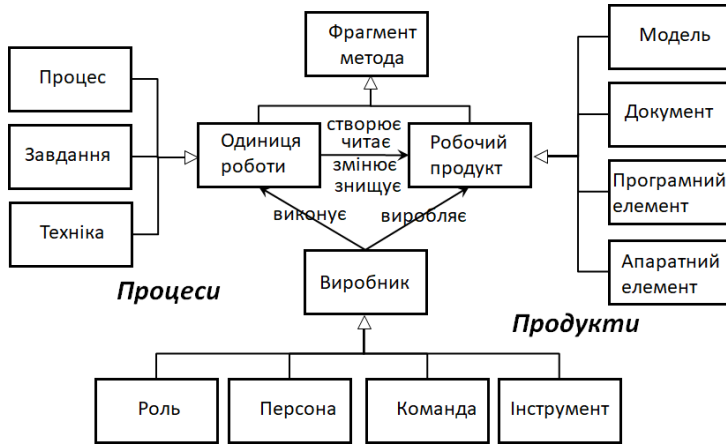 Фрагмент
метода
Процес
Завдання
Техніка
Одиниця
роботи
створює
читає
змінює
знищує
Робочий
продукт
Модель
Документ
Програмний
елемент
Апаратний
елемент
виконує
виробляє
Виробник
Процеси
Продукти
Роль
Персона
Команда
Інструмент